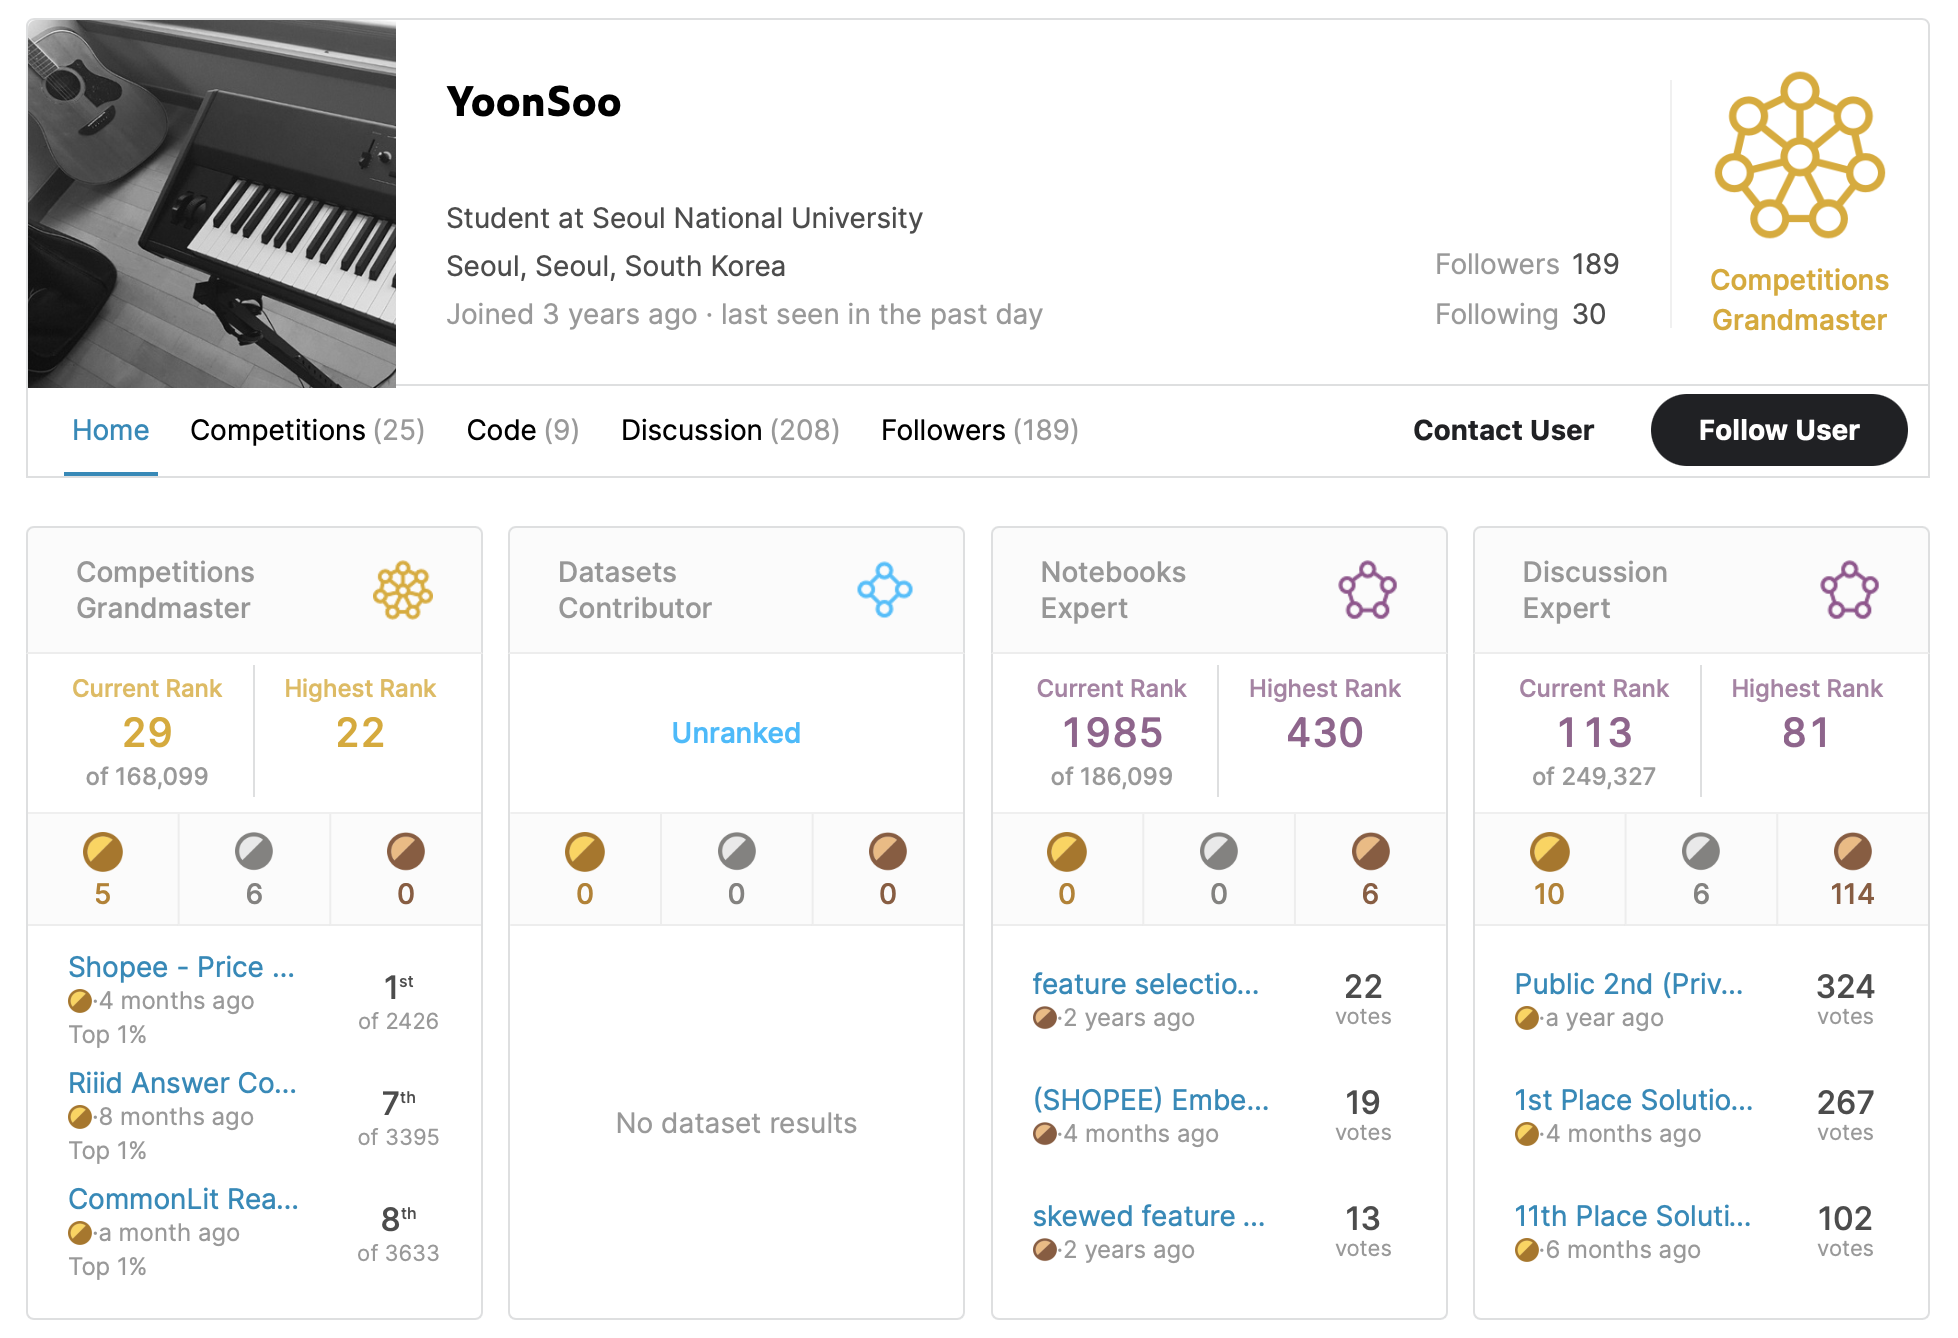 YoonSoo
Student at Seoul National University
Seoul, Seoul, South Korea
Joined 3 years ago · last seen in the past day
Followers 189
Following 30
Competitions
Grandmaster
Home Competitions (25) Code (9) Discussion (208) Followers (189) Contact User Follow User
Competitions
Grandmaster
Current Rank Highest Rank
29 22
of 168,099
5 6 0
Shopee - Price ... 1st
·4 months ago of 2426
Top 1%
Riiid Answer Co... 7th
·8 months ago of 3395
Top 1%
CommonLit Rea... 8th
·a month ago of 3633
Top 1%
Datasets
Contributor
Unranked
0 0 0
No dataset results
Notebooks
Expert
Current Rank Highest Rank
1985 430
of 186,099
0 0 6
feature selectio... 22
·2 years ago votes
(SHOPEE) Embe... 19
·4 months ago votes
skewed feature ... 13
·2 years ago votes
Discussion
Expert
Current Rank Highest Rank
113 81
of 249,327
10 6 114
Public 2nd (Priv... 324
·a year ago votes
1st Place Solutio... 267
·4 months ago votes
11th Place Soluti... 102
·6 months ago votes